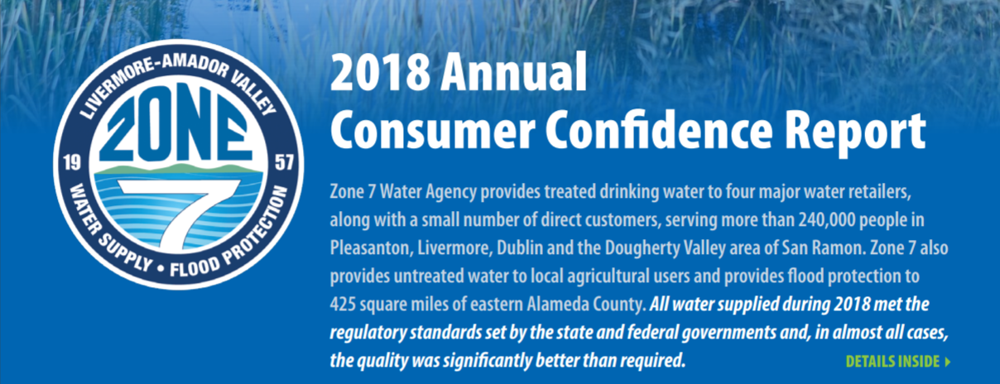 LIVERMORE-AMADOR VALLEY
ZONE
19 57
7
WATER SUPPLY • FLOOD PROTECTION
2018 Annual
Consumer Confidence Report
Zone 7 Water Agency provides treated drinking water to four major water retailers,
along with a small number of direct customers, serving more than 240,000 people in
Pleasanton, Livermore, Dublin and the Dougherty Valley area of San Ramon. Zone 7 also
provides untreated water to local agricultural users and provides flood protection to
425 square miles of eastern Alameda County. All water supplied during 2018 met the
regulatory standards set by the state and federal governments and, in almost all cases,
the quality was significantly better than required.
DETAILS INSIDE